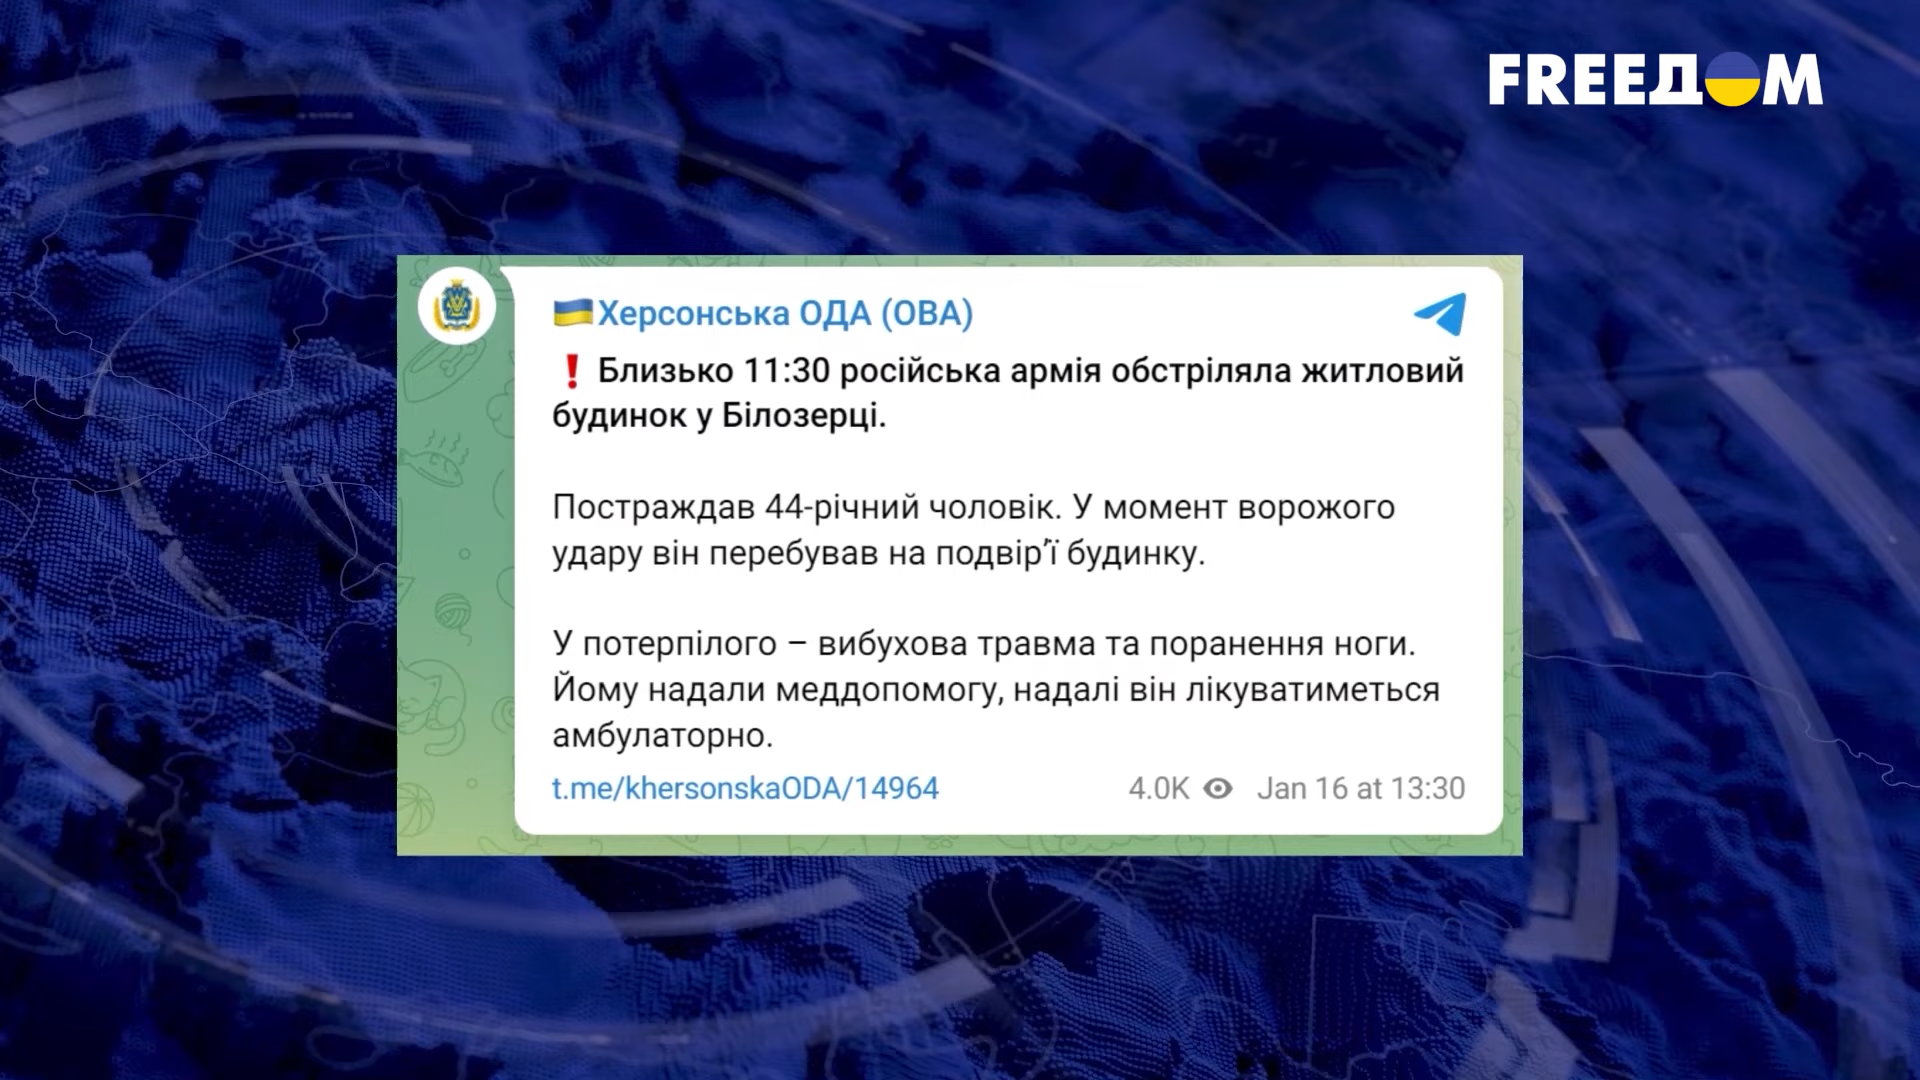 FREEДOM
Херсонська ОДА (ОВА)
❗ Близько 11:30 російська армія обстріляла житловий
будинок у Білозерці.
Постраждав 44-річний чоловік. У момент ворожого
удару він перебував на подвір’ї будинку.
У потерпілого – вибухова травма та поранення ноги.
Йому надали меддопомогу, надалі він лікуватиметься
амбулаторно.
t.me/khersonskaODA/14964 4.0K Jan 16 at 13:30